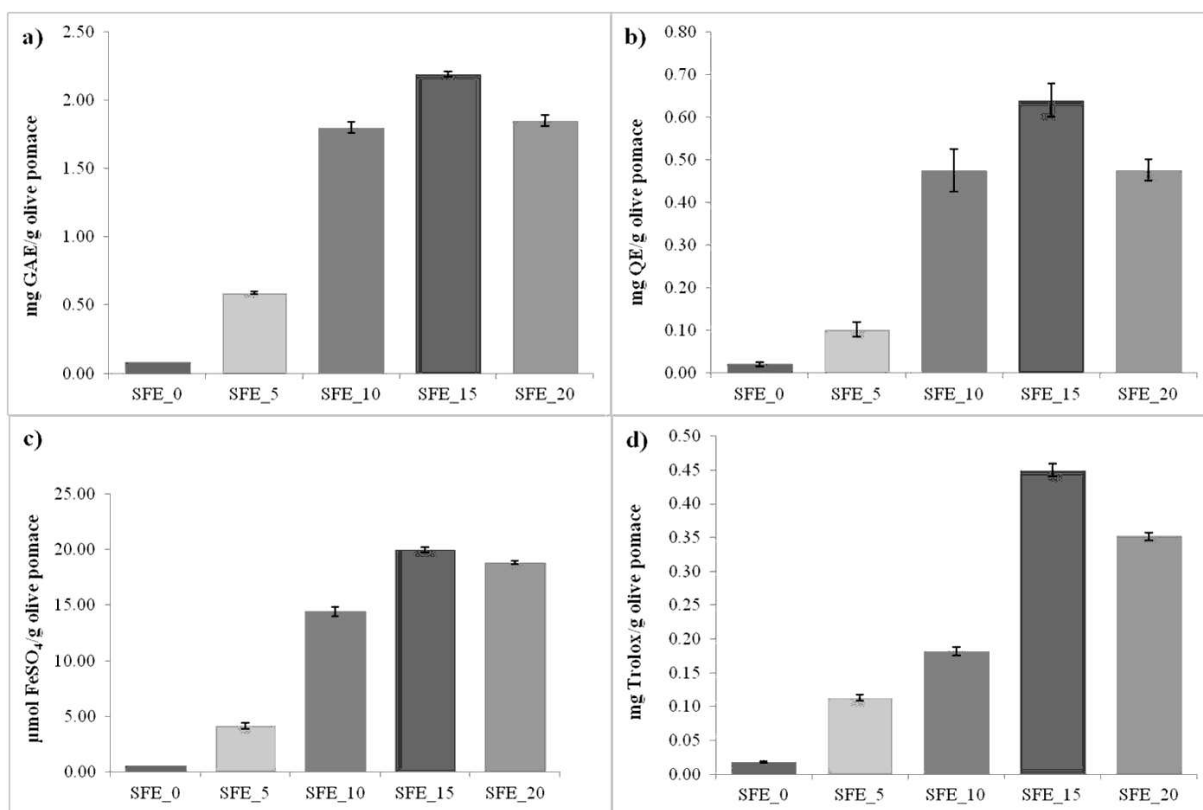 a)
mg GAE/g olive pomace
2.50
2.00
1.50
1.00
0.50
0.00
SFE_0 SFE_5 SFE_10 SFE_15 SFE_20
b)
mg QE/g olive pomace
0.80
0.70
0.60
0.50
0.40
0.30
0.20
0.10
0.00
SFE_0 SFE_5 SFE_10 SFE_15 SFE_20
c)
µmol FeSO₄/g olive pomace
25.00
20.00
15.00
10.00
5.00
0.00
SFE_0 SFE_5 SFE_10 SFE_15 SFE_20
d)
mg Trolox/g olive pomace
0.50
0.45
0.40
0.35
0.30
0.25
0.20
0.15
0.10
0.05
0.00
SFE_0 SFE_5 SFE_10 SFE_15 SFE_20